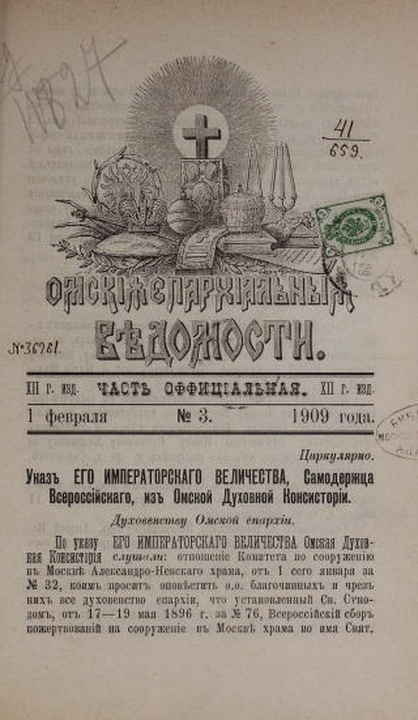 41
659.
ОМСКІЯ ЕПАРХІАЛЬНЫЯ
ВѢДОМОСТИ.
№36761.
XII г. изд. ЧАСТЬ ОФФИЦІАЛЬНАЯ. XII г. изд.
1 февраля № 3. 1909 года.
Циркулярно.
Указъ ЕГО ИМПЕРАТОРСКАГО ВЕЛИЧЕСТВА, Самодержца
Всероссійскаго, изъ Омской Духовной Консисторіи.
Духовенству Омской епархіи.
По указу ЕГО ИМПЕРАТОРСКАГО ВЕЛИЧЕСТВА Омская Духов-
ная Консисторія слушали: отношеніе Комитета по сооруженію
въ Москвѣ Александро-Невскаго храма, отъ 1 сего января за
№ 32, коимъ проситъ оповѣстить о.о. благочинныхъ и чрезъ
нихъ все духовенство епархіи, что установленный Св. Сѵно-
домъ, отъ 17—19 мая 1896 г. за № 76, Всероссійскій сборъ
пожертвованій на сооруженіе въ Москвѣ храма во имя Свят.